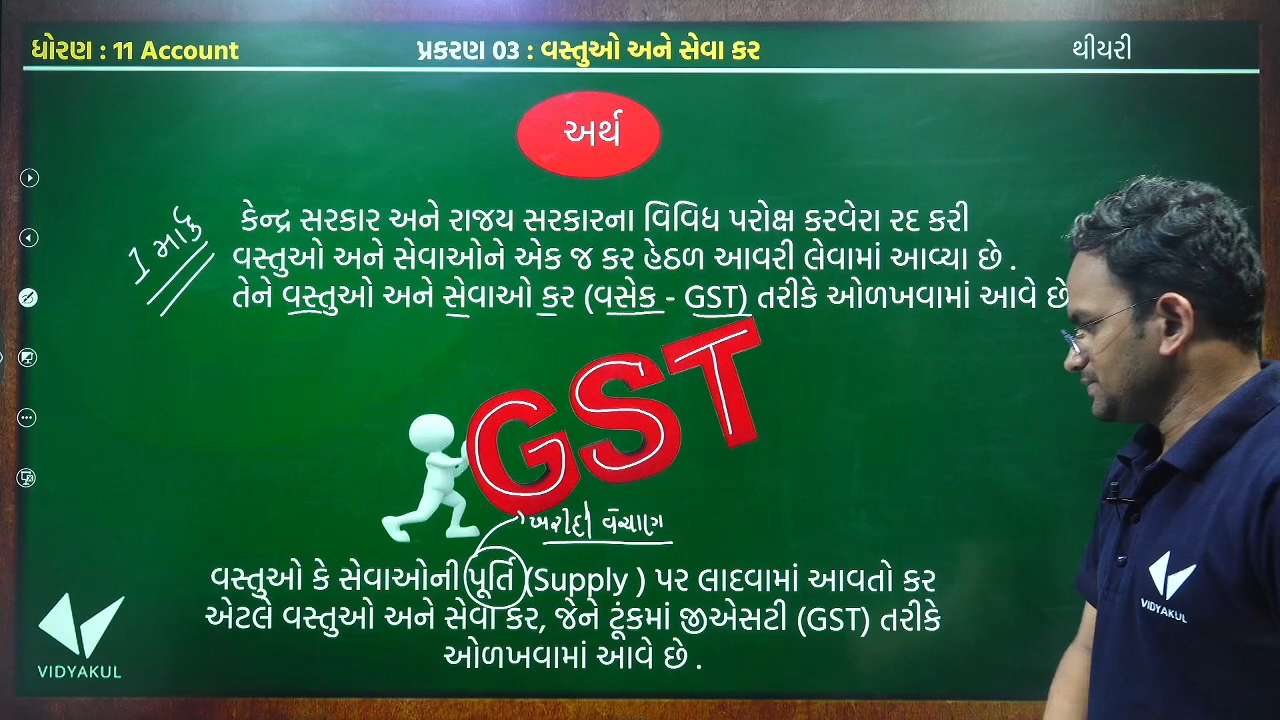 ધોરણ : 11 Account
પ્રકરણ 03 : વસ્તુઓ અને સેવા કર
થીયરી
અર્થ
1 માર્ક
કેન્દ્ર સરકાર અને રાજય સરકારના વિવિધ પરોક્ષ કરવેરા રદ કરી
વસ્તુઓ અને સેવાઓને એક જ કર હેઠળ આવરી લેવામાં આવ્યા છે .
તેને વસ્તુઓ અને સેવાઓ કર (વસેક - GST) તરીકે ઓળખવામાં આવે છે
GST
ખરીદી વેચાણ
વસ્તુઓ કે સેવાઓની પૂર્તિ (Supply ) પર લાદવામાં આવતો કર
એટલે વસ્તુઓ અને સેવા કર, જેને ટૂંકમાં જીએસટી (GST) તરીકે
ઓળખવામાં આવે છે .
VIDYAKUL
VIDYAKUL